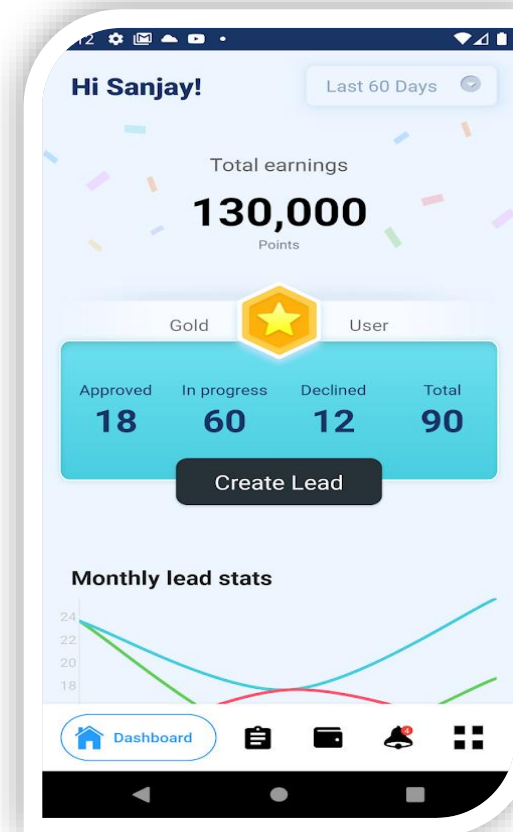 Hi Sanjay!
Last 60 Days
Total earnings
130,000
Points
Gold User
Approved In progress Declined Total
18 60 12 90
Create Lead
Monthly lead stats
24
22
20
18
Dashboard
4